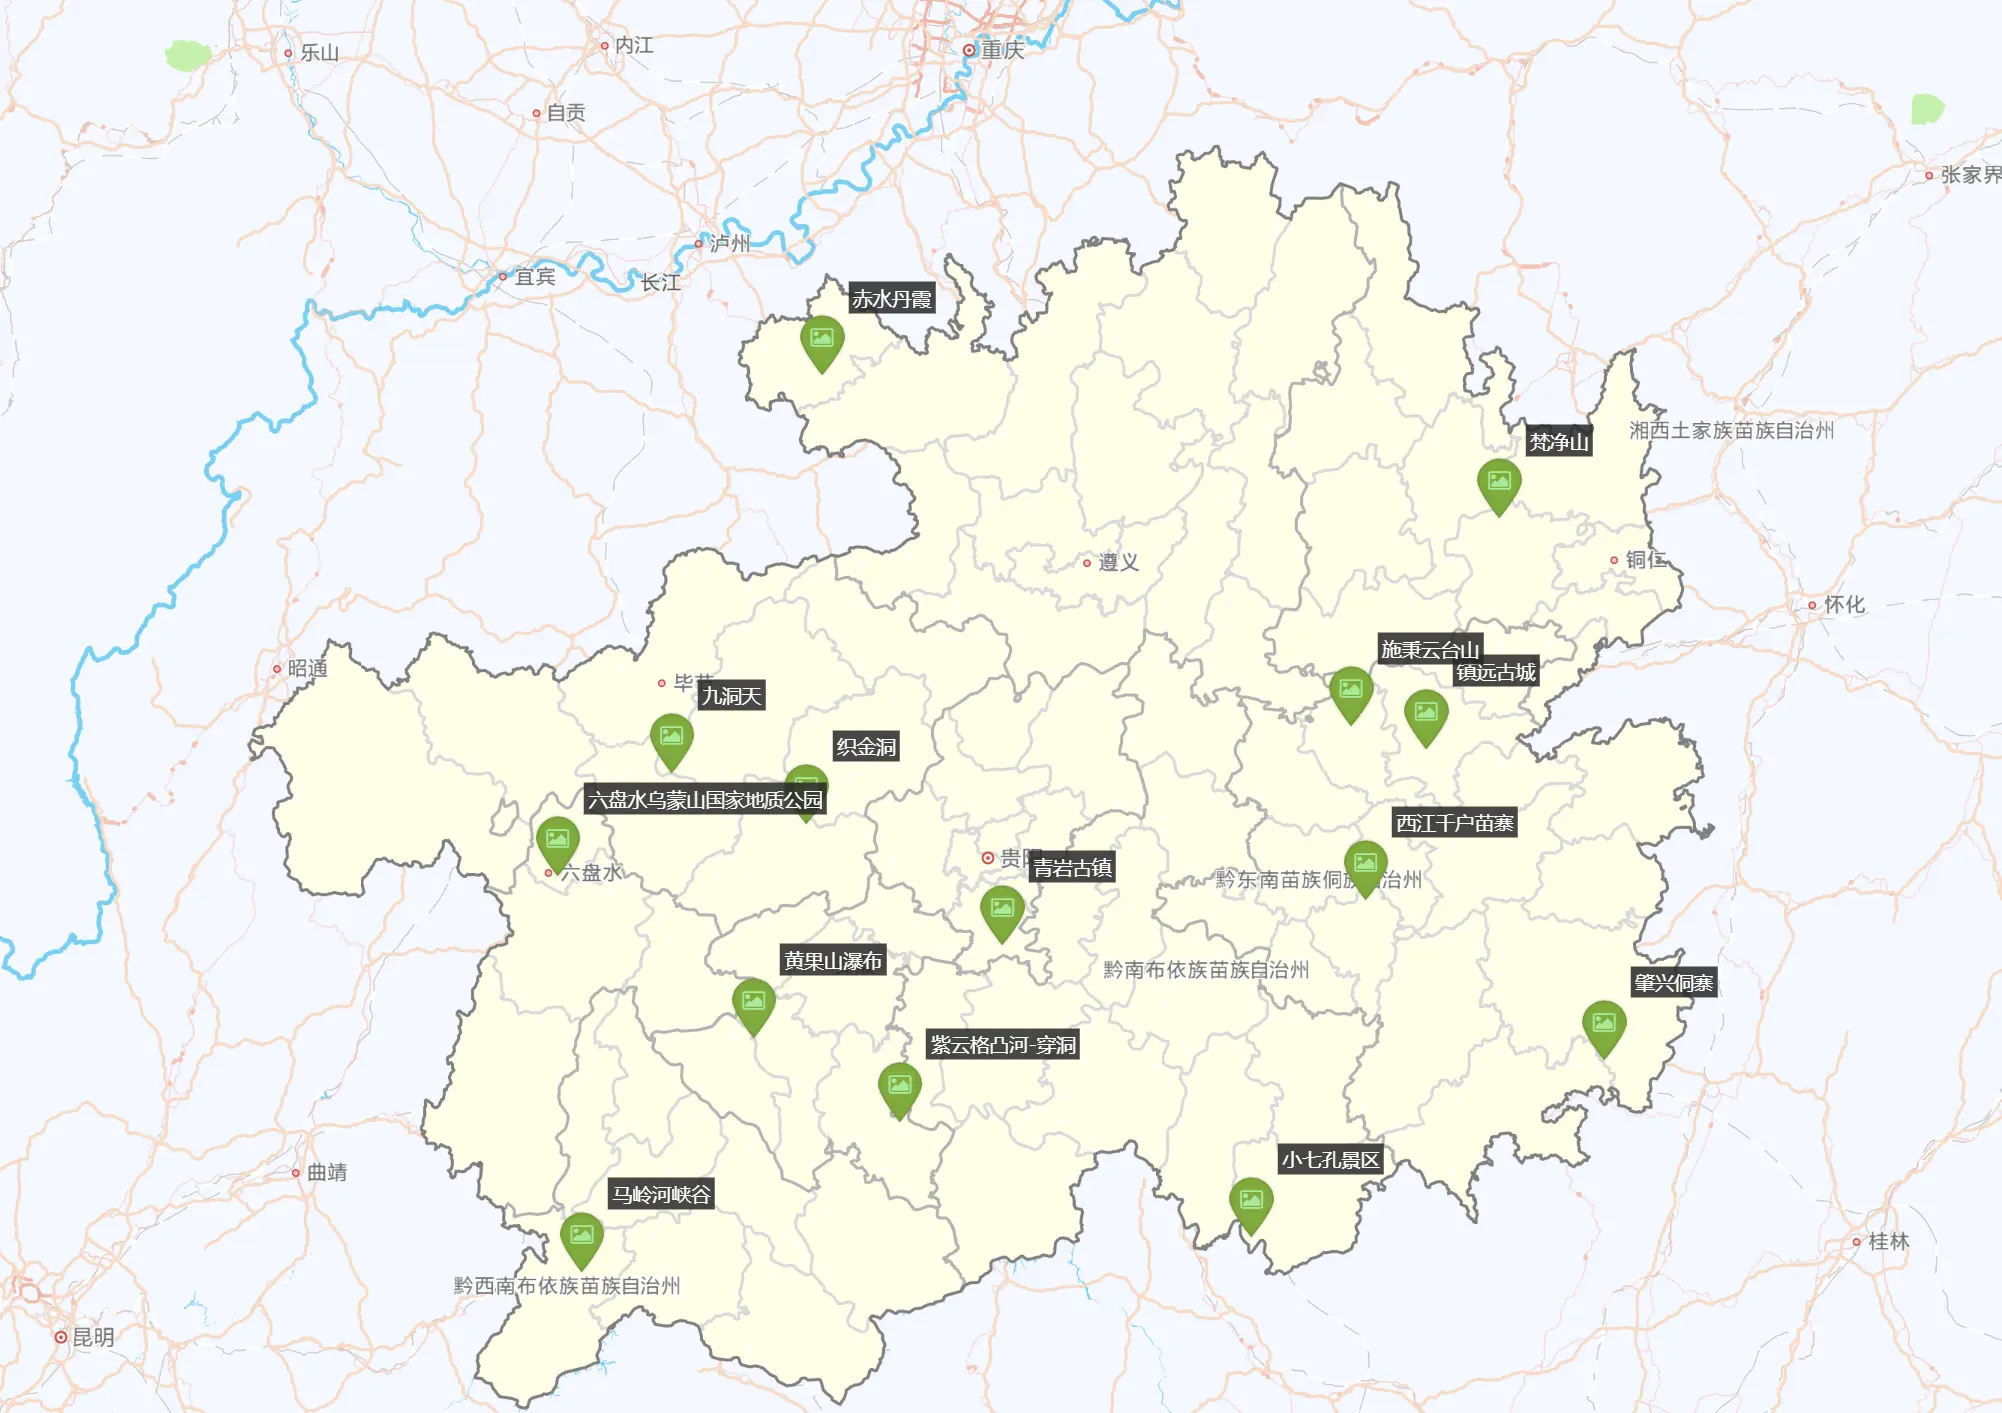 乐山
内江
重庆
自贡
张家界
泸州
宜宾
长江
赤水丹霞
湘西土家族苗族自治州
梵净山
遵义
铜仁
怀化
施秉云台山
昭通
镇远古城
毕节
九洞天
织金洞
六盘水乌蒙山国家地质公园
西江千户苗寨
贵阳
青岩古镇
六盘水
黔东南苗族侗族自治州
黄果山瀑布
黔南布依族苗族自治州
肇兴侗寨
紫云格凸河-穿洞
小七孔景区
曲靖
马岭河峡谷
桂林
黔西南布依族苗族自治州
昆明